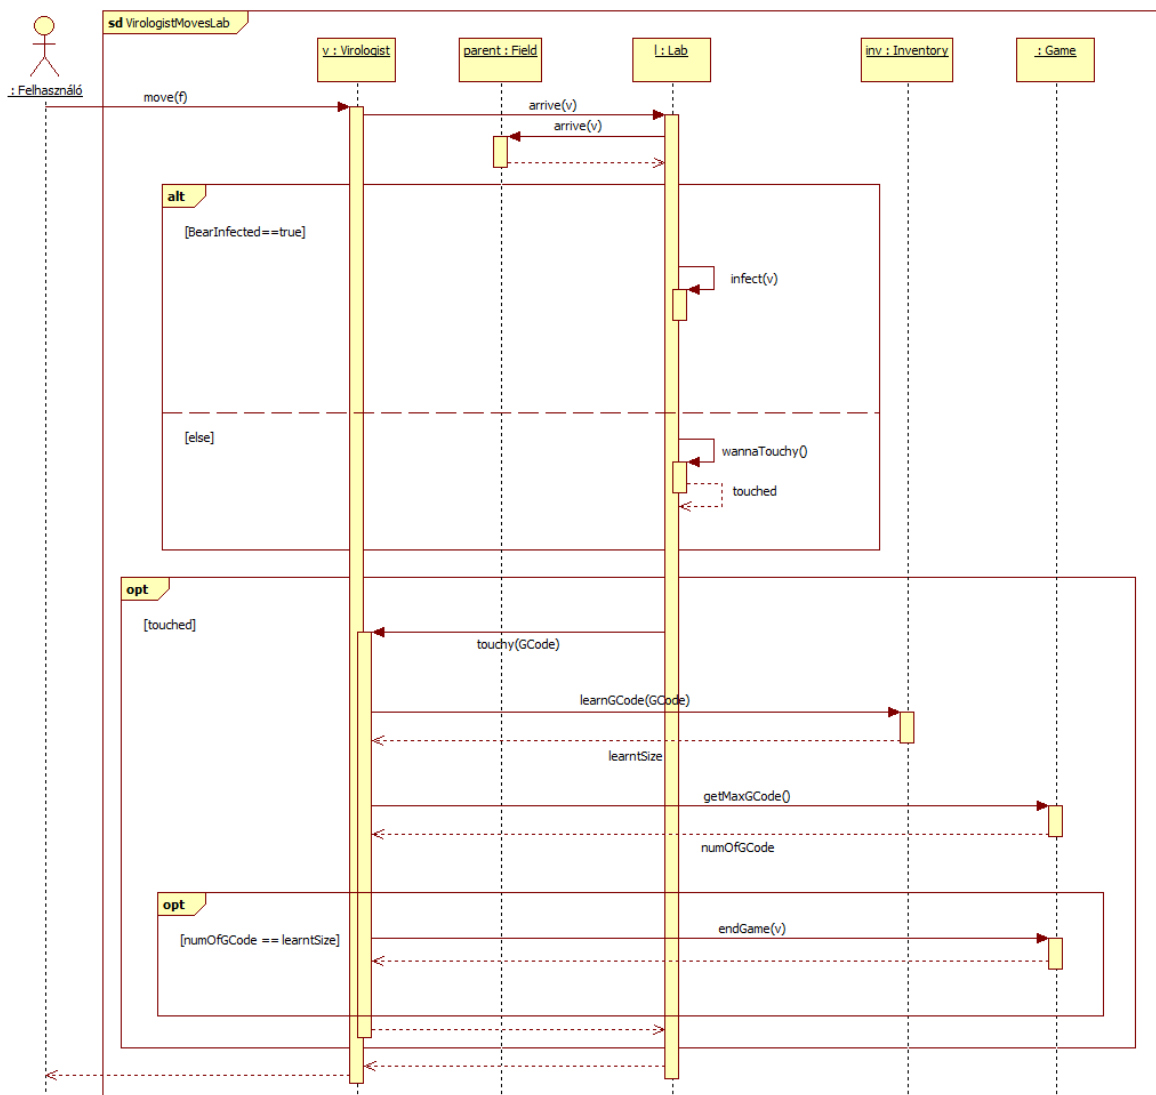 sd VirologistMovesLab
v : Virologist
parent : Field
l : Lab
inv : Inventory
: Game
: Felhasználó
move(f)
arrive(v)
arrive(v)
alt
[BearInfected==true]
infect(v)
[else]
wannaTouchy()
touched
opt
[touched]
touchy(GCode)
learnGCode(GCode)
learntSize
getMaxGCode()
numOfGCode
opt
[numOfGCode == learntSize]
endGame(v)